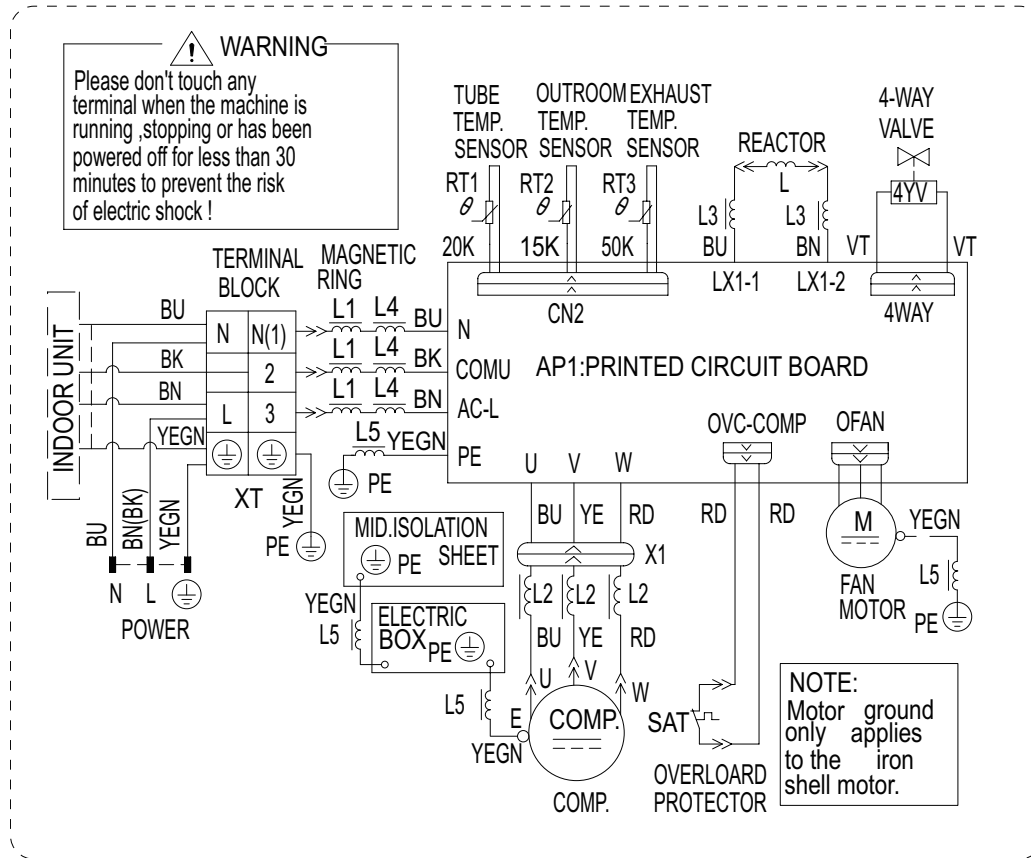 WARNING
Please don't touch any
terminal when the machine is
running ,stopping or has been
powered off for less than 30
minutes to prevent the risk
of electric shock !
TUBE
TEMP.
SENSOR
OUTROOM
TEMP.
SENSOR
EXHAUST
TEMP.
SENSOR
RT1
θ
20K
RT2
θ
15K
RT3
θ
50K
REACTOR
L
L3
L3
BU
BN
LX1-1
LX1-2
4-WAY
VALVE
4YV
VT
VT
4WAY
CN2
TERMINAL
BLOCK
MAGNETIC
RING
INDOOR UNIT
BU
BK
BN
YEGN
N
N(1)
2
L
3
XT
L1
L4
BU
L1
L4
BK
L1
L4
BN
L5
YEGN
PE
N
COMU
AC-L
PE
AP1:PRINTED CIRCUIT BOARD
OVC-COMP
OFAN
U
V
W
BU
BN(BK)
YEGN
N
L
POWER
YEGN
PE
MID.ISOLATION
SHEET
PE
YEGN
L5
ELECTRIC
BOX
PE
L5
YEGN
E
BU
YE
RD
X1
L2
L2
L2
BU
YE
RD
U
V
W
COMP.
COMP.
RD
RD
SAT
OVERLOARD
PROTECTOR
M
FAN
MOTOR
YEGN
L5
PE
NOTE:
Motor ground
only applies
to the iron
shell motor.